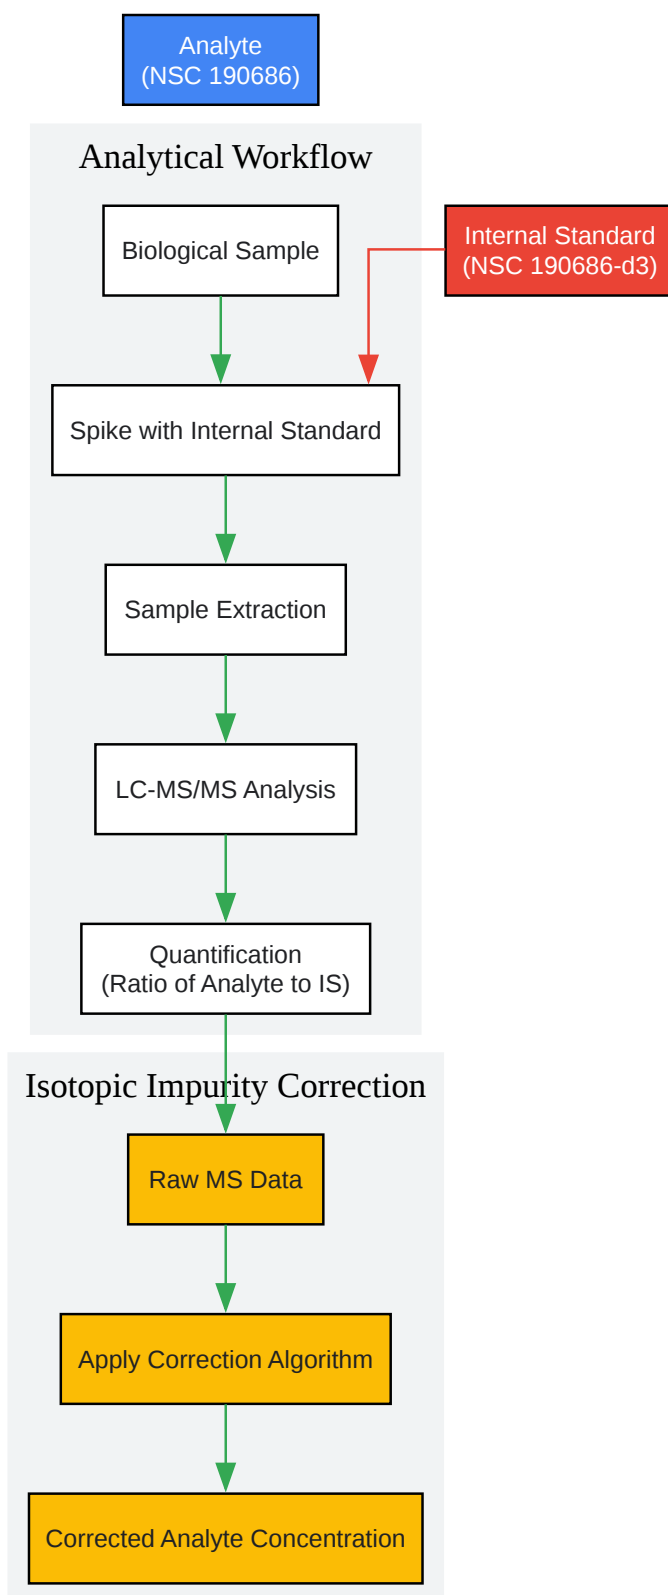 Analyte
(NSC 190686)
Analytical Workflow
Biological Sample
Internal Standard
(NSC 190686-d3)
Spike with Internal Standard
Sample Extraction
LC-MS/MS Analysis
Quantification
(Ratio of Analyte to IS)
Isotopic Impurity Correction
Raw MS Data
Apply Correction Algorithm
Corrected Analyte Concentration